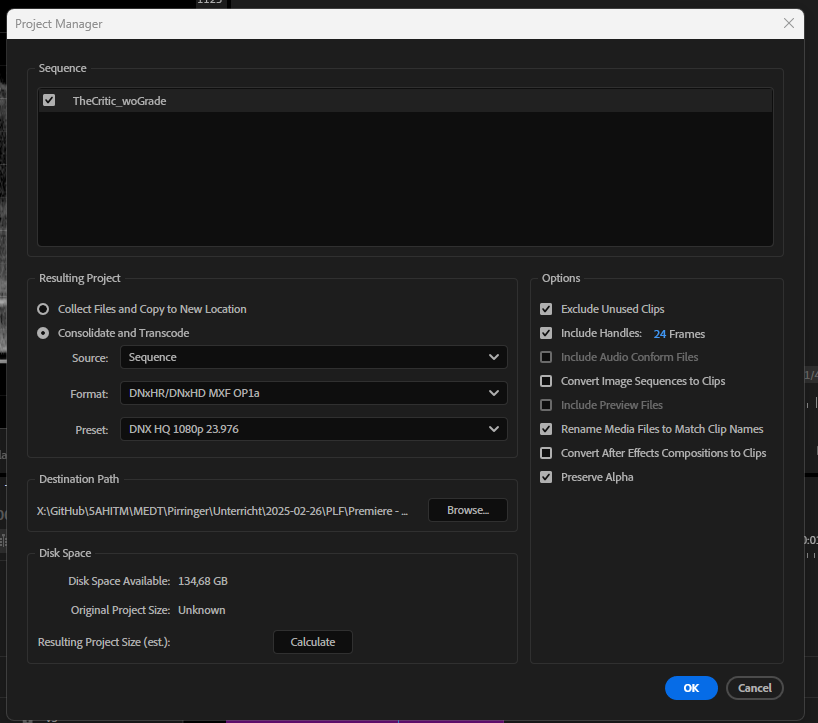 1125
Project Manager
Sequence
TheCritic_woGrade
Resulting Project
Collect Files and Copy to New Location
Consolidate and Transcode
Source: Sequence
Format: DNxHR/DNxHD MXF OP1a
Preset: DNX HQ 1080p 23.976
Options
Exclude Unused Clips
Include Handles: 24 Frames
Include Audio Conform Files
Convert Image Sequences to Clips
Include Preview Files
Rename Media Files to Match Clip Names
Convert After Effects Compositions to Clips
Preserve Alpha
Destination Path
X:\GitHub\5AHITM\MEDT\Pirringer\Unterricht\2025-02-26\PLF\Premiere - ...
Browse...
Disk Space
Disk Space Available: 134,68 GB
Original Project Size: Unknown
Resulting Project Size (est.):
Calculate
OK
Cancel